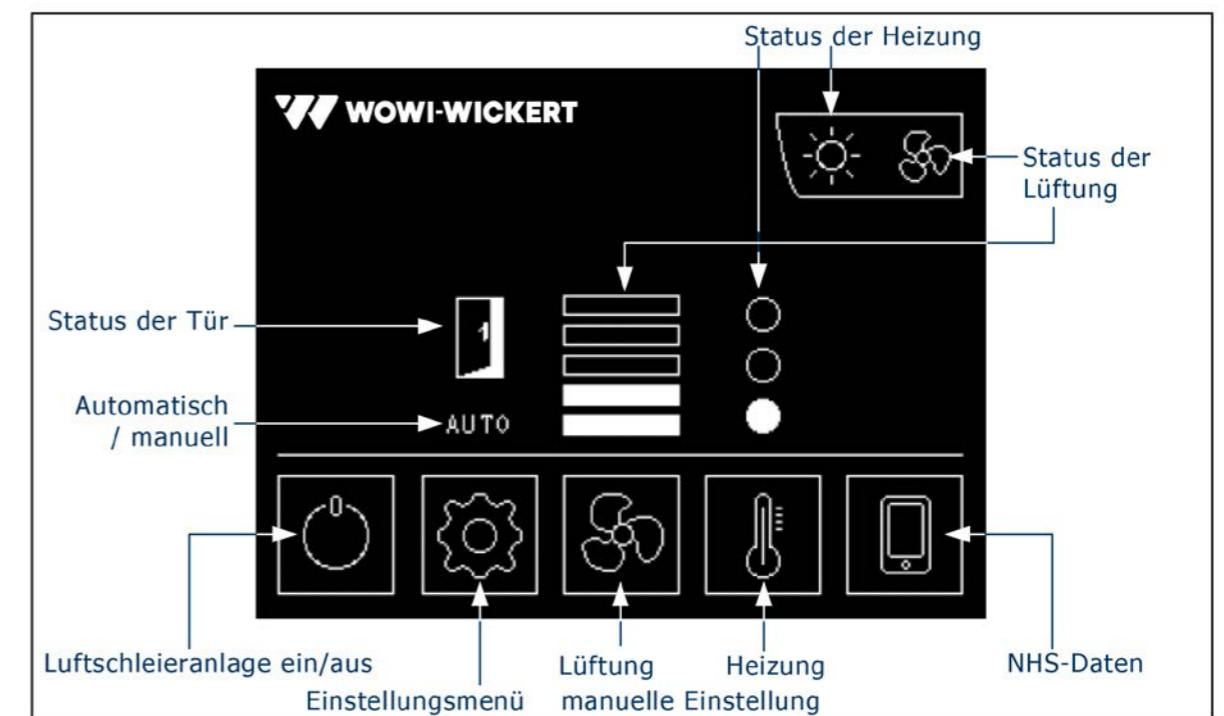 Status der Heizung
WOWI-WICKERT
Status der
Lüftung
Status der Tür
Automatisch
/ manuell
AUTO
Luftschleieranlage ein/aus
Einstellungsmenü
Lüftung
Heizung
manuelle Einstellung
NHS-Daten